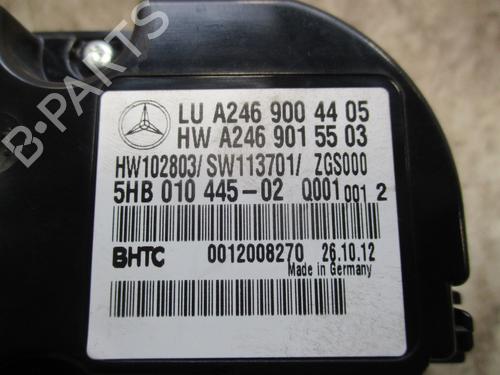 LU A246 900 44 05
HW A246 901 55 03
HW102803/ SW113701/ ZGS000
5HB 010 445-02 Q001 001 2
BHTC 0012008270 26.10.12
Made in Germany
B-PARTS